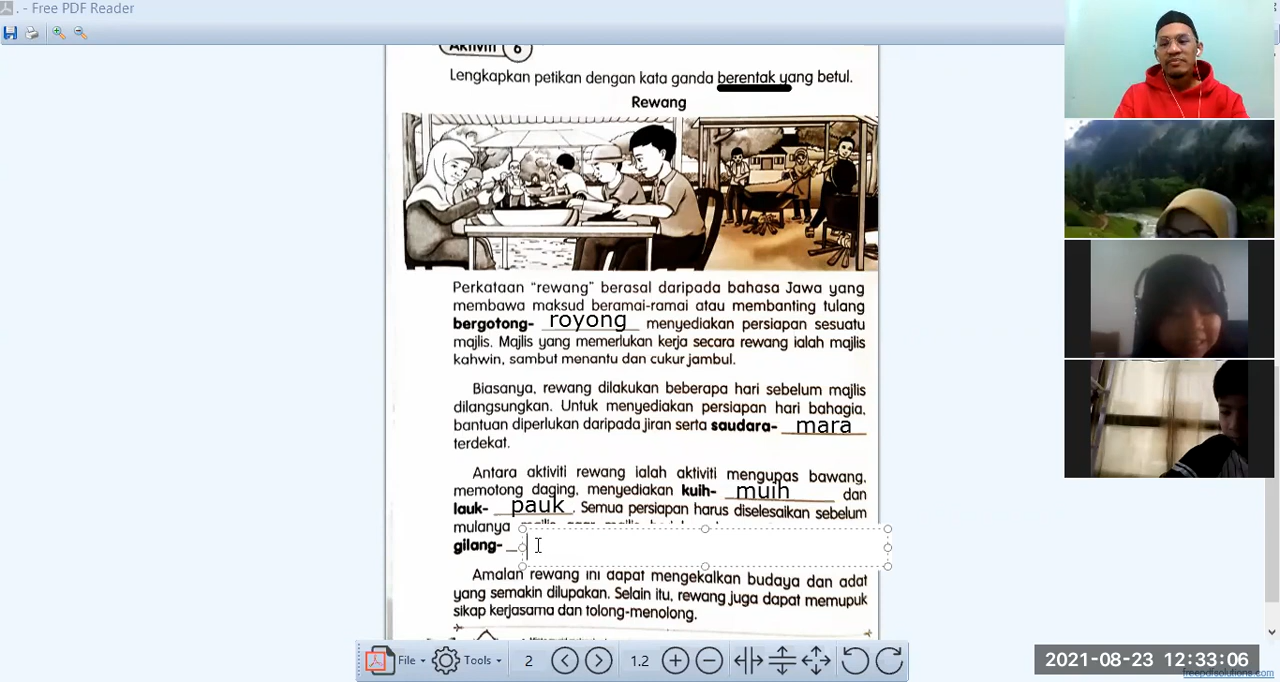 . - Free PDF Reader
Aktiviti 6
Lengkapkan petikan dengan kata ganda berentak yang betul.
Rewang
Perkataan “rewang” berasal daripada bahasa Jawa yang
membawa maksud beramai-ramai atau membanting tulang
bergotong- royong menyediakan persiapan sesuatu
majlis. Majlis yang memerlukan kerja secara rewang ialah majlis
kahwin, sambut menantu dan cukur jambul.
Biasanya, rewang dilakukan beberapa hari sebelum majlis
dilangsungkan. Untuk menyediakan persiapan hari bahagia,
bantuan diperlukan daripada jiran serta saudara- mara
terdekat.
Antara aktiviti rewang ialah aktiviti mengupas bawang,
memotong daging, menyediakan kuih- muih dan
lauk- pauk. Semua persiapan harus diselesaikan sebelum
mulanya
gilang-
Amalan rewang ini dapat mengekalkan budaya dan adat
yang semakin dilupakan. Selain itu, rewang juga dapat memupuk
sikap kerjasama dan tolong-menolong.
File Tools 2 1.2
2021-08-23 12:33:06
freepdfsolutions.com